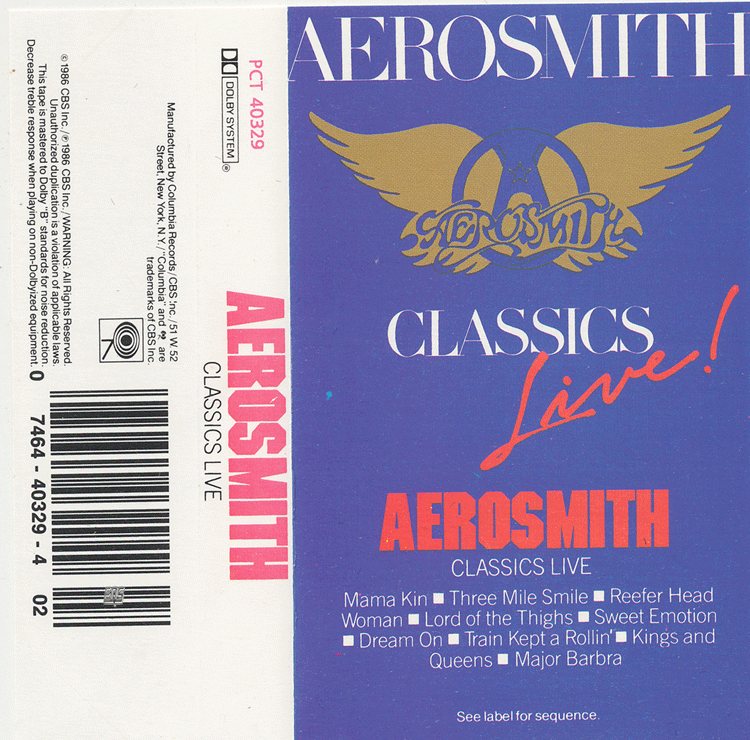 AEROSMITH
AEROSMITH
CLASSICS
Live!
AEROSMITH
CLASSICS LIVE
Mama Kin ■ Three Mile Smile ■ Reefer Head
Woman ■ Lord of the Thighs ■ Sweet Emotion
■ Dream On ■ Train Kept a Rollin' ■ Kings and
Queens ■ Major Barbra
See label for sequence.
PCT 40329
DOLBY SYSTEM®
AEROSMITH
CLASSICS LIVE
Manufactured by Columbia Records/CBS Inc./51 W 52
Street, New York, N.Y./"Columbia" and are
trademarks of CBS Inc.
© 1986 CBS Inc./℗ 1986 CBS Inc./WARNING: All Rights Reserved.
Unauthorized duplication is a violation of applicable laws.
This tape is mastered to Dolby "B" standards for noise reduction.
Decrease treble response when playing on non-Dolbyized equipment.
70
0 7464-40329-4 02